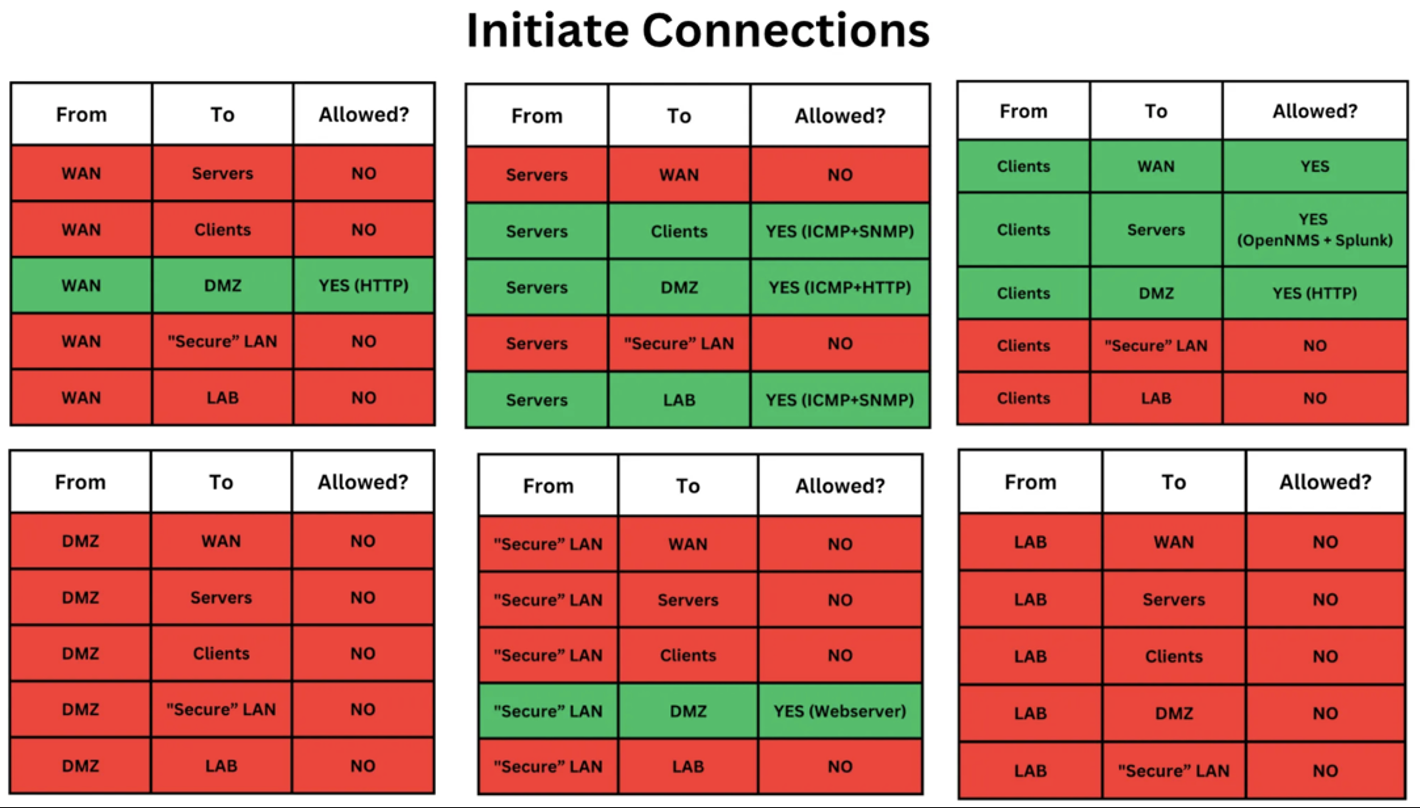 Initiate Connections
From To Allowed?
WAN Servers NO
WAN Clients NO
WAN DMZ YES (HTTP)
WAN "Secure” LAN NO
WAN LAB NO
From To Allowed?
Servers WAN NO
Servers Clients YES (ICMP+SNMP)
Servers DMZ YES (ICMP+HTTP)
Servers "Secure” LAN NO
Servers LAB YES (ICMP+SNMP)
From To Allowed?
Clients WAN YES
Clients Servers YES
(OpenNMS + Splunk)
Clients DMZ YES (HTTP)
Clients "Secure” LAN NO
Clients LAB NO
From To Allowed?
DMZ WAN NO
DMZ Servers NO
DMZ Clients NO
DMZ "Secure” LAN NO
DMZ LAB NO
From To Allowed?
"Secure” LAN WAN NO
"Secure” LAN Servers NO
"Secure” LAN Clients NO
"Secure” LAN DMZ YES (Webserver)
"Secure” LAN LAB NO
From To Allowed?
LAB WAN NO
LAB Servers NO
LAB Clients NO
LAB DMZ NO
LAB "Secure” LAN NO